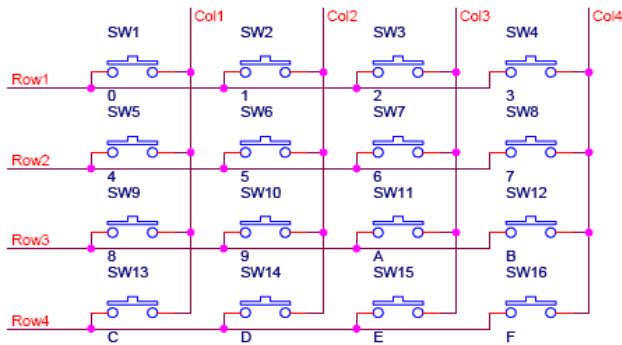 Col1 Col2 Col3 Col4
SW1 SW2 SW3 SW4
Row1
0 1 2 3
SW5 SW6 SW7 SW8
Row2
4 5 6 7
SW9 SW10 SW11 SW12
Row3
8 9 A B
SW13 SW14 SW15 SW16
Row4
C D E F